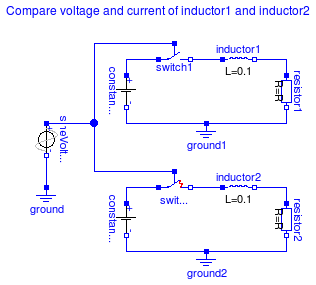 Compare voltage and current of inductor1 and inductor2
inductor1
switch1
L=0.1
constan...
resistor1
R=R
ground1
s neVolt...
ground
inductor2
swit...
L=0.1
constan...
resistor2
R=R
ground2